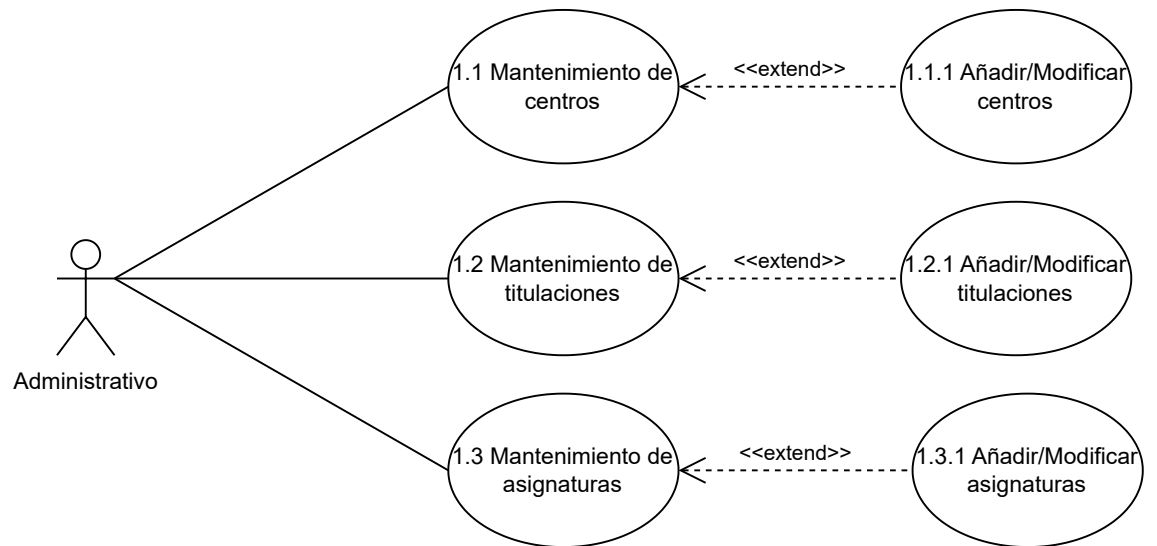 1.1 Mantenimiento de
centros
<<extend>>
1.1.1 Añadir/Modificar
centros
1.2 Mantenimiento de
titulaciones
<<extend>>
1.2.1 Añadir/Modificar
titulaciones
Administrativo
1.3 Mantenimiento de
asignaturas
<<extend>>
1.3.1 Añadir/Modificar
asignaturas